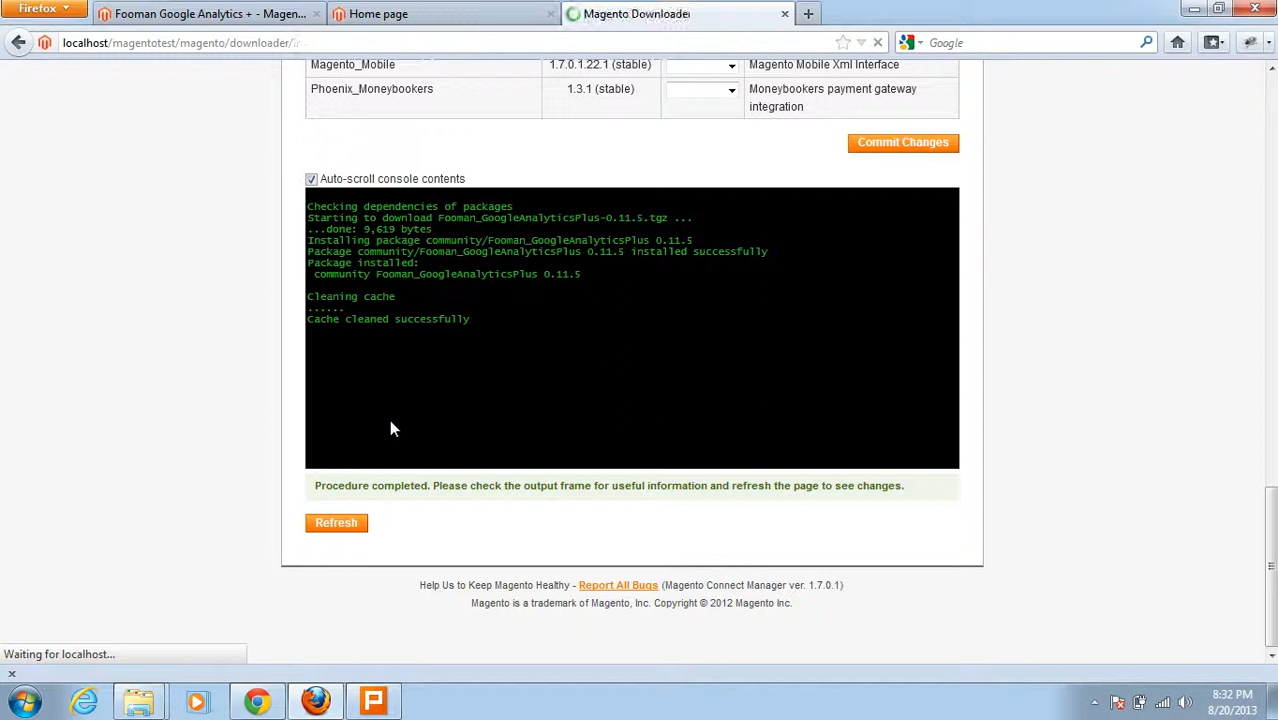 Firefox
Fooman Google Analytics + - Magen...
Home page
Magento Downloader
localhost/magentotest/magento/downloader/
Google
Magento_Mobile 1.7.0.1.22.1 (stable) Magento Mobile Xml Interface
Phoenix_Moneybookers 1.3.1 (stable) Moneybookers payment gateway
integration
Commit Changes
Auto-scroll console contents
Checking dependencies of packages
Starting to download Fooman_GoogleAnalyticsPlus-0.11.5.tgz ...
...done: 9,619 bytes
Installing package community/Fooman_GoogleAnalyticsPlus 0.11.5
Package community/Fooman_GoogleAnalyticsPlus 0.11.5 installed successfully
Package installed:
community Fooman_GoogleAnalyticsPlus 0.11.5
Cleaning cache
......
Cache cleaned successfully
Procedure completed. Please check the output frame for useful information and refresh the page to see changes.
Refresh
Help Us to Keep Magento Healthy - Report All Bugs (Magento Connect Manager ver. 1.7.0.1)
Magento is a trademark of Magento, Inc. Copyright © 2012 Magento Inc.
Waiting for localhost...
x
8:32 PM
8/20/2013